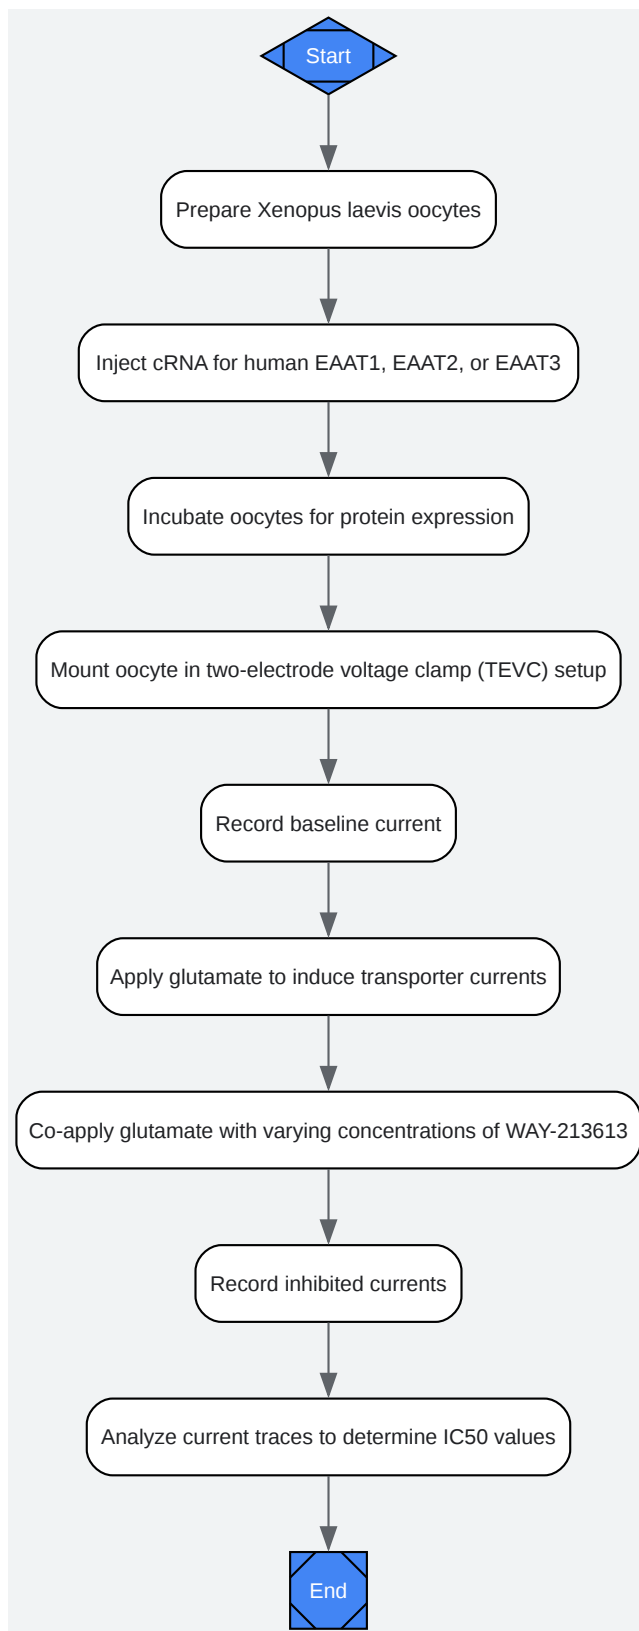 Start
Prepare Xenopus laevis oocytes
Inject cRNA for human EAAT1, EAAT2, or EAAT3
Incubate oocytes for protein expression
Mount oocyte in two-electrode voltage clamp (TEVC) setup
Record baseline current
Apply glutamate to induce transporter currents
Co-apply glutamate with varying concentrations of WAY-213613
Record inhibited currents
Analyze current traces to determine IC50 values
End